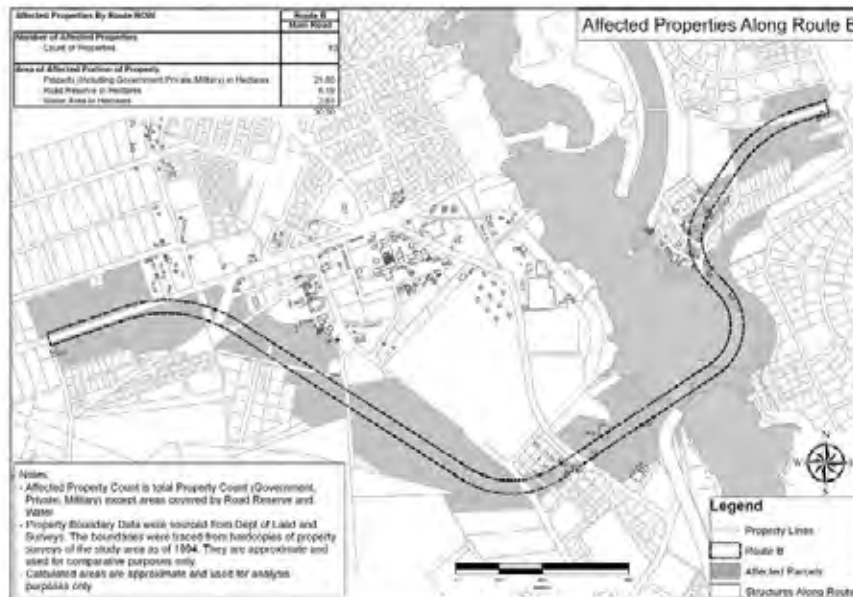 Affected Properties By Route ROW
Route B
Main Road
Number of Affected Properties
Count of Properties
Area of Affected Portion of Property
Property (Including Government Private Military) in Hectares
Road Reserve in Hectares
Water Area in Hectares
Affected Properties Along Route B
Notes:
- Affected Property Count is total Property Count (Government,
Private, Military) except areas covered by Road Reserve and
Water
- Property Boundary Data were sourced from Dept of Land and
Surveys. The boundaries were traced from hardcopies of property
surveys of the study area as of 1994. They are approximate and
used for comparative purposes only.
- Calculated areas are approximate and used for analysis
purposes only
N
W
E
S
Legend
Property Lines
Route B
Affected Parcels
Structures Along Route